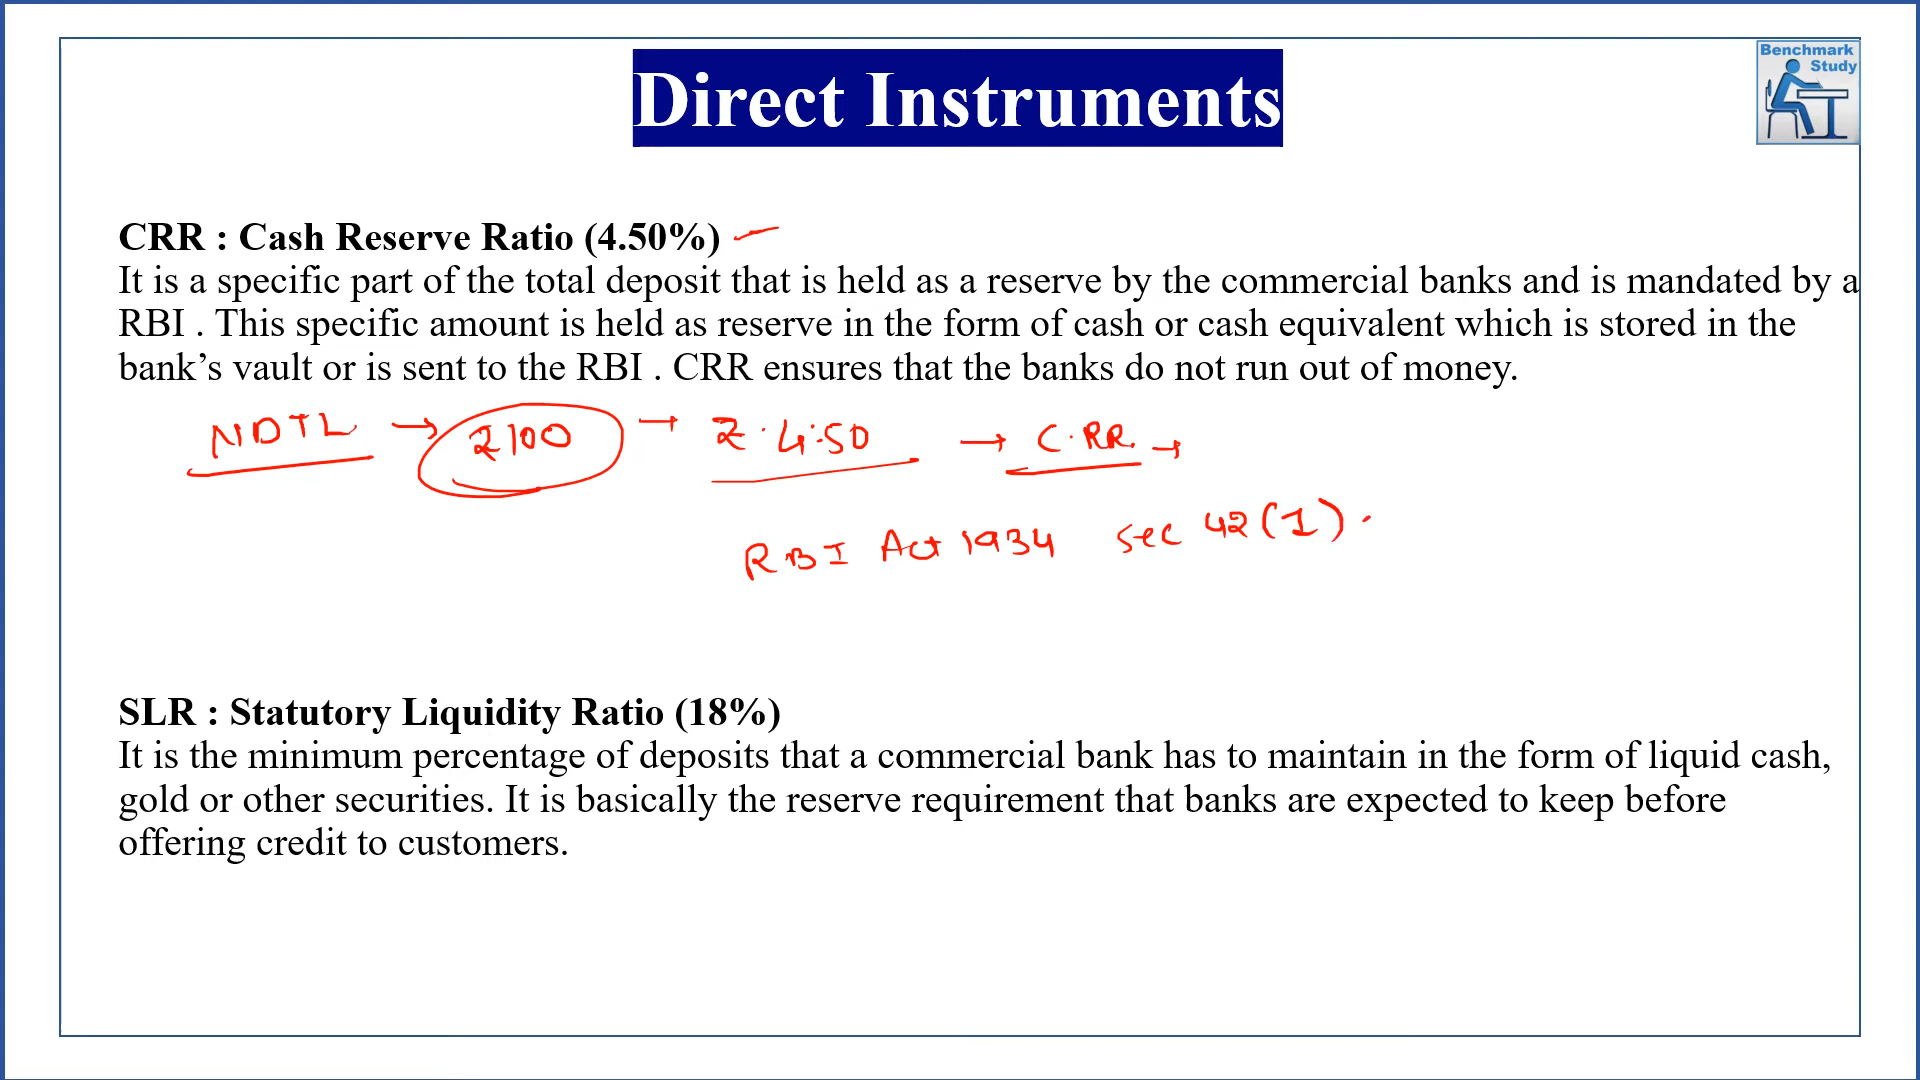 Direct Instruments
Benchmark
Study
CRR : Cash Reserve Ratio (4.50%)
It is a specific part of the total deposit that is held as a reserve by the commercial banks and is mandated by a
RBI . This specific amount is held as reserve in the form of cash or cash equivalent which is stored in the
bank’s vault or is sent to the RBI . CRR ensures that the banks do not run out of money.
NDTL → ₹100 → ₹ 4.50 → C.RR. →
RBI Act 1934 Sec 42(1).
SLR : Statutory Liquidity Ratio (18%)
It is the minimum percentage of deposits that a commercial bank has to maintain in the form of liquid cash,
gold or other securities. It is basically the reserve requirement that banks are expected to keep before
offering credit to customers.